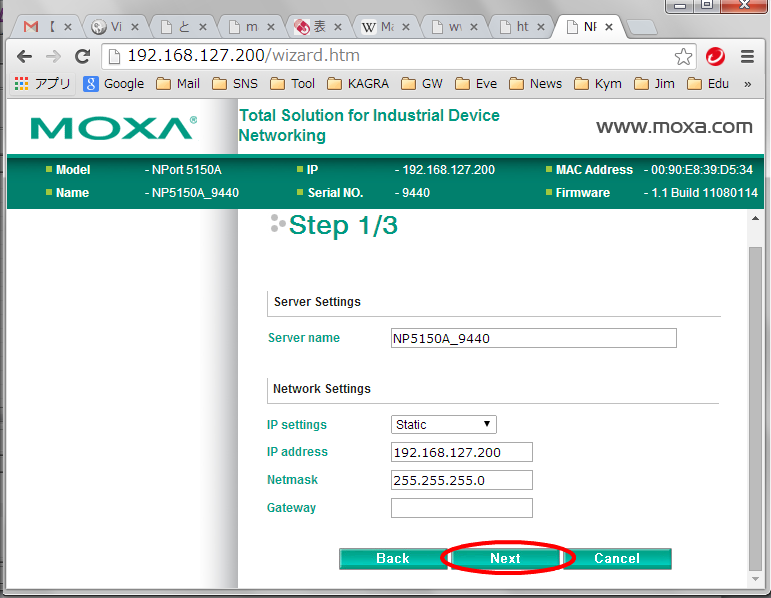 Vi
と
m
表
W Ma
w
ht
NF
192.168.127.200/wizard.htm
アプリ Google Mail SNS Tool KAGRA GW Eve News Kym Jim Edu »
MOXA®
Total Solution for Industrial Device
Networking
www.moxa.com
Model - NPort 5150A IP - 192.168.127.200 MAC Address - 00:90:E8:39:D5:34
Name - NP5150A_9440 Serial NO. - 9440 Firmware - 1.1 Build 11080114
Step 1/3
Server Settings
Server name NP5150A_9440
Network Settings
IP settings Static
IP address 192.168.127.200
Netmask 255.255.255.0
Gateway
Back Next Cancel